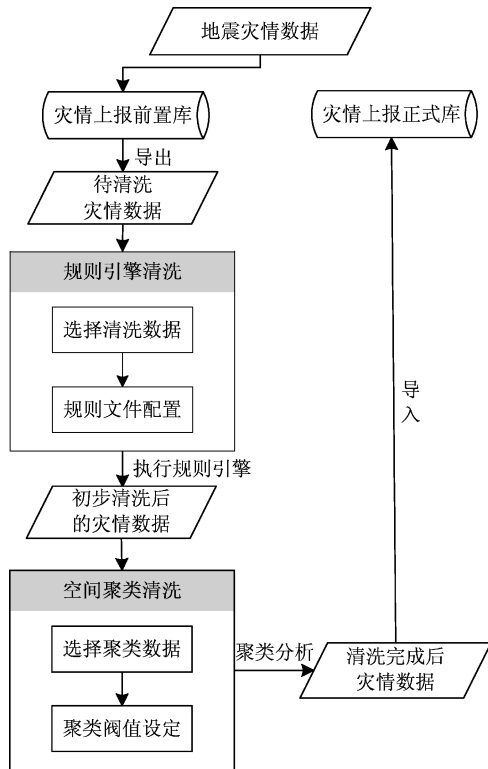 地震灾情数据
灾情上报前置库
灾情上报正式库
导出
待清洗
灾情数据
规则引擎清洗
选择清洗数据
规则文件配置
导
入
执行规则引擎
初步清洗后
的灾情数据
空间聚类清洗
选择聚类数据
聚类阀值设定
聚类分析
清洗完成后
灾情数据